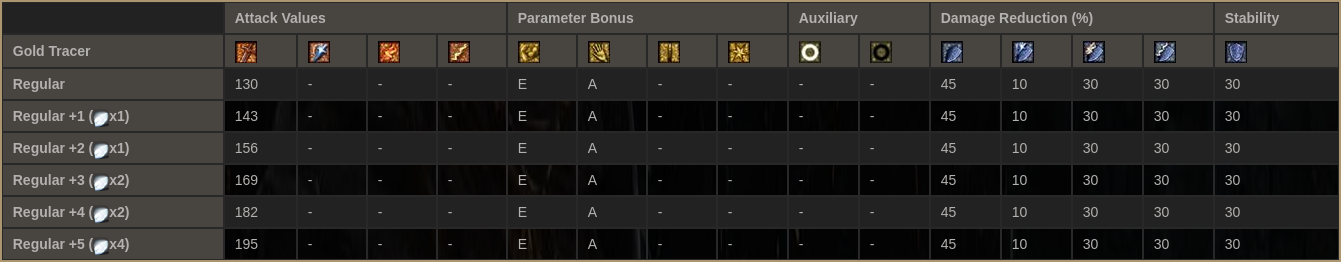 Attack Values Parameter Bonus Auxiliary Damage Reduction (%) Stability
Gold Tracer
Regular 130 - - - E A - - - - 45 10 30 30 30
Regular +1 (x1) 143 - - - E A - - - - 45 10 30 30 30
Regular +2 (x1) 156 - - - E A - - - - 45 10 30 30 30
Regular +3 (x2) 169 - - - E A - - - - 45 10 30 30 30
Regular +4 (x2) 182 - - - E A - - - - 45 10 30 30 30
Regular +5 (x4) 195 - - - E A - - - - 45 10 30 30 30